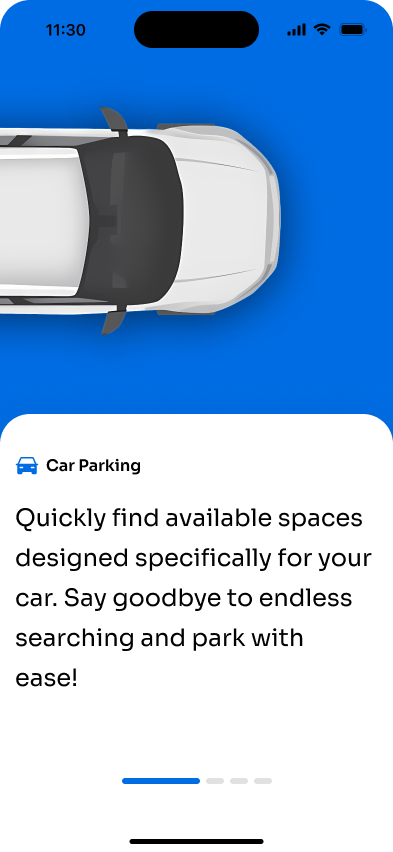 11:30
Car Parking
Quickly find available spaces
designed specifically for your
car. Say goodbye to endless
searching and park with
ease!